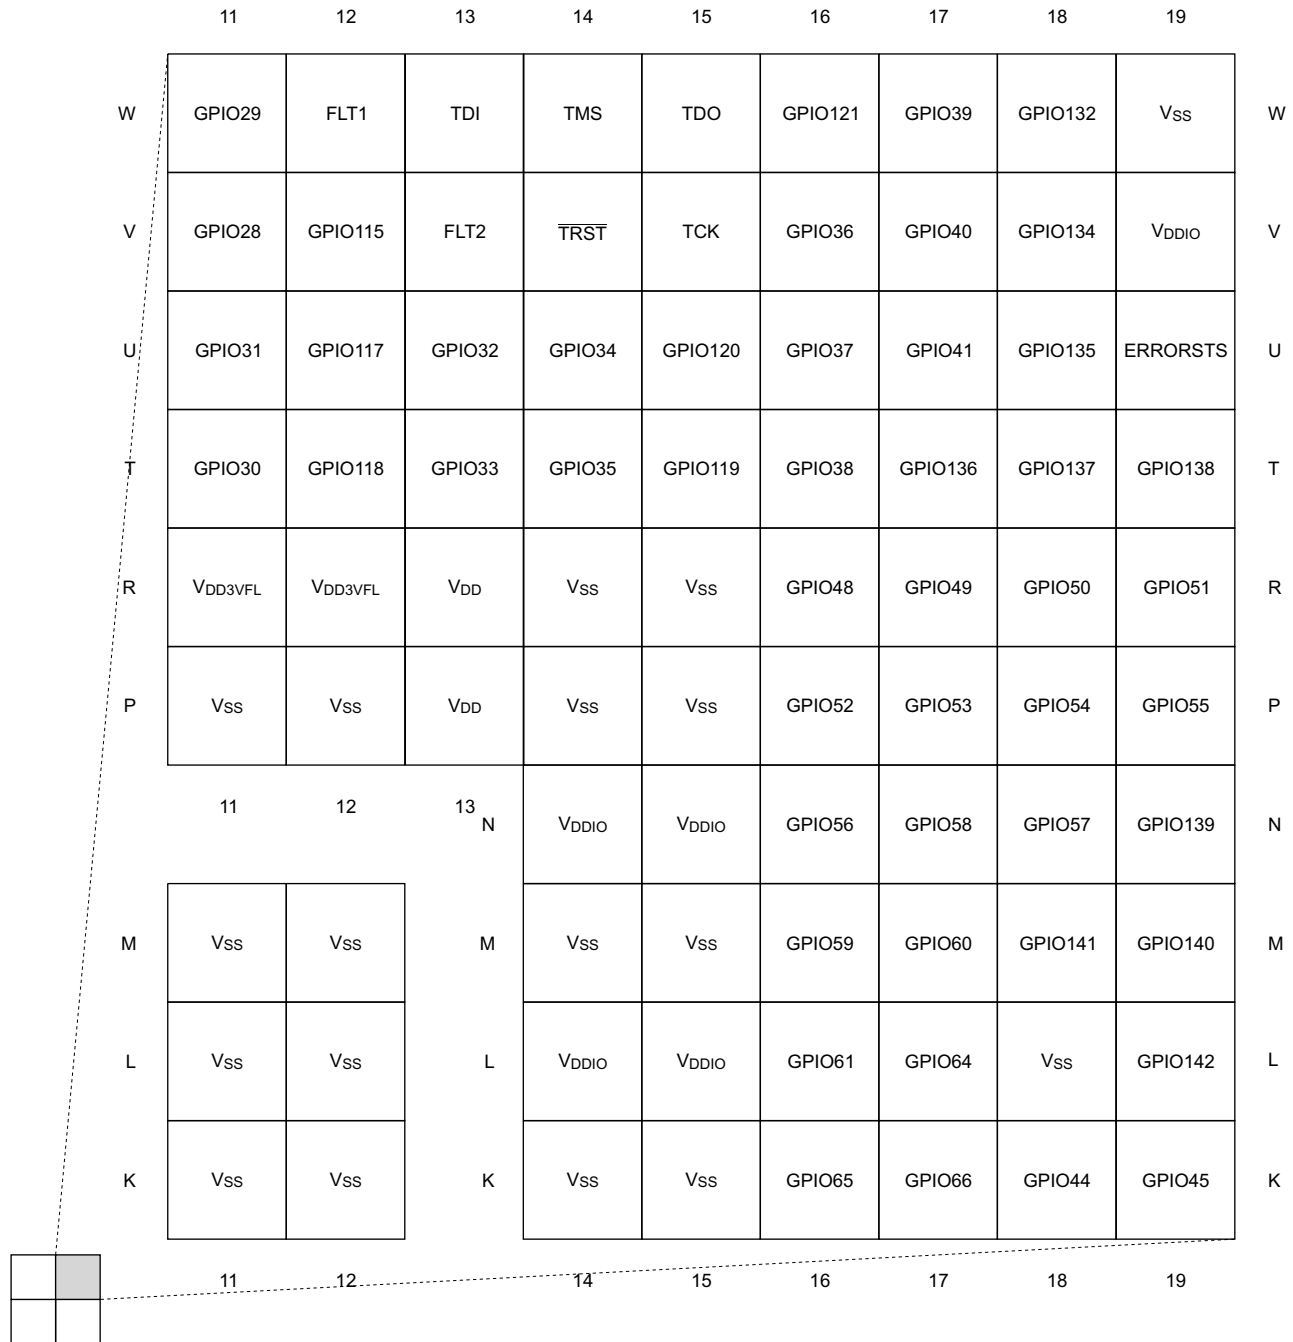 11 12 13 14 15 16 17 18 19
W GPIO29 FLT1 TDI TMS TDO GPIO121 GPIO39 GPIO132 VSS W
V GPIO28 GPIO115 FLT2 T̅R̅S̅T̅ TCK GPIO36 GPIO40 GPIO134 VDDIO V
U GPIO31 GPIO117 GPIO32 GPIO34 GPIO120 GPIO37 GPIO41 GPIO135 ERRORSTS U
T GPIO30 GPIO118 GPIO33 GPIO35 GPIO119 GPIO38 GPIO136 GPIO137 GPIO138 T
R VDD3VFL VDD3VFL VDD VSS VSS GPIO48 GPIO49 GPIO50 GPIO51 R
P VSS VSS VDD VSS VSS GPIO52 GPIO53 GPIO54 GPIO55 P
11 12 13
N VDDIO VDDIO GPIO56 GPIO58 GPIO57 GPIO139 N
M VSS VSS M VSS VSS GPIO59 GPIO60 GPIO141 GPIO140 M
L VSS VSS L VDDIO VDDIO GPIO61 GPIO64 VSS GPIO142 L
K VSS VSS K VSS VSS GPIO65 GPIO66 GPIO44 GPIO45 K
11 12 14 15 16 17 18 19